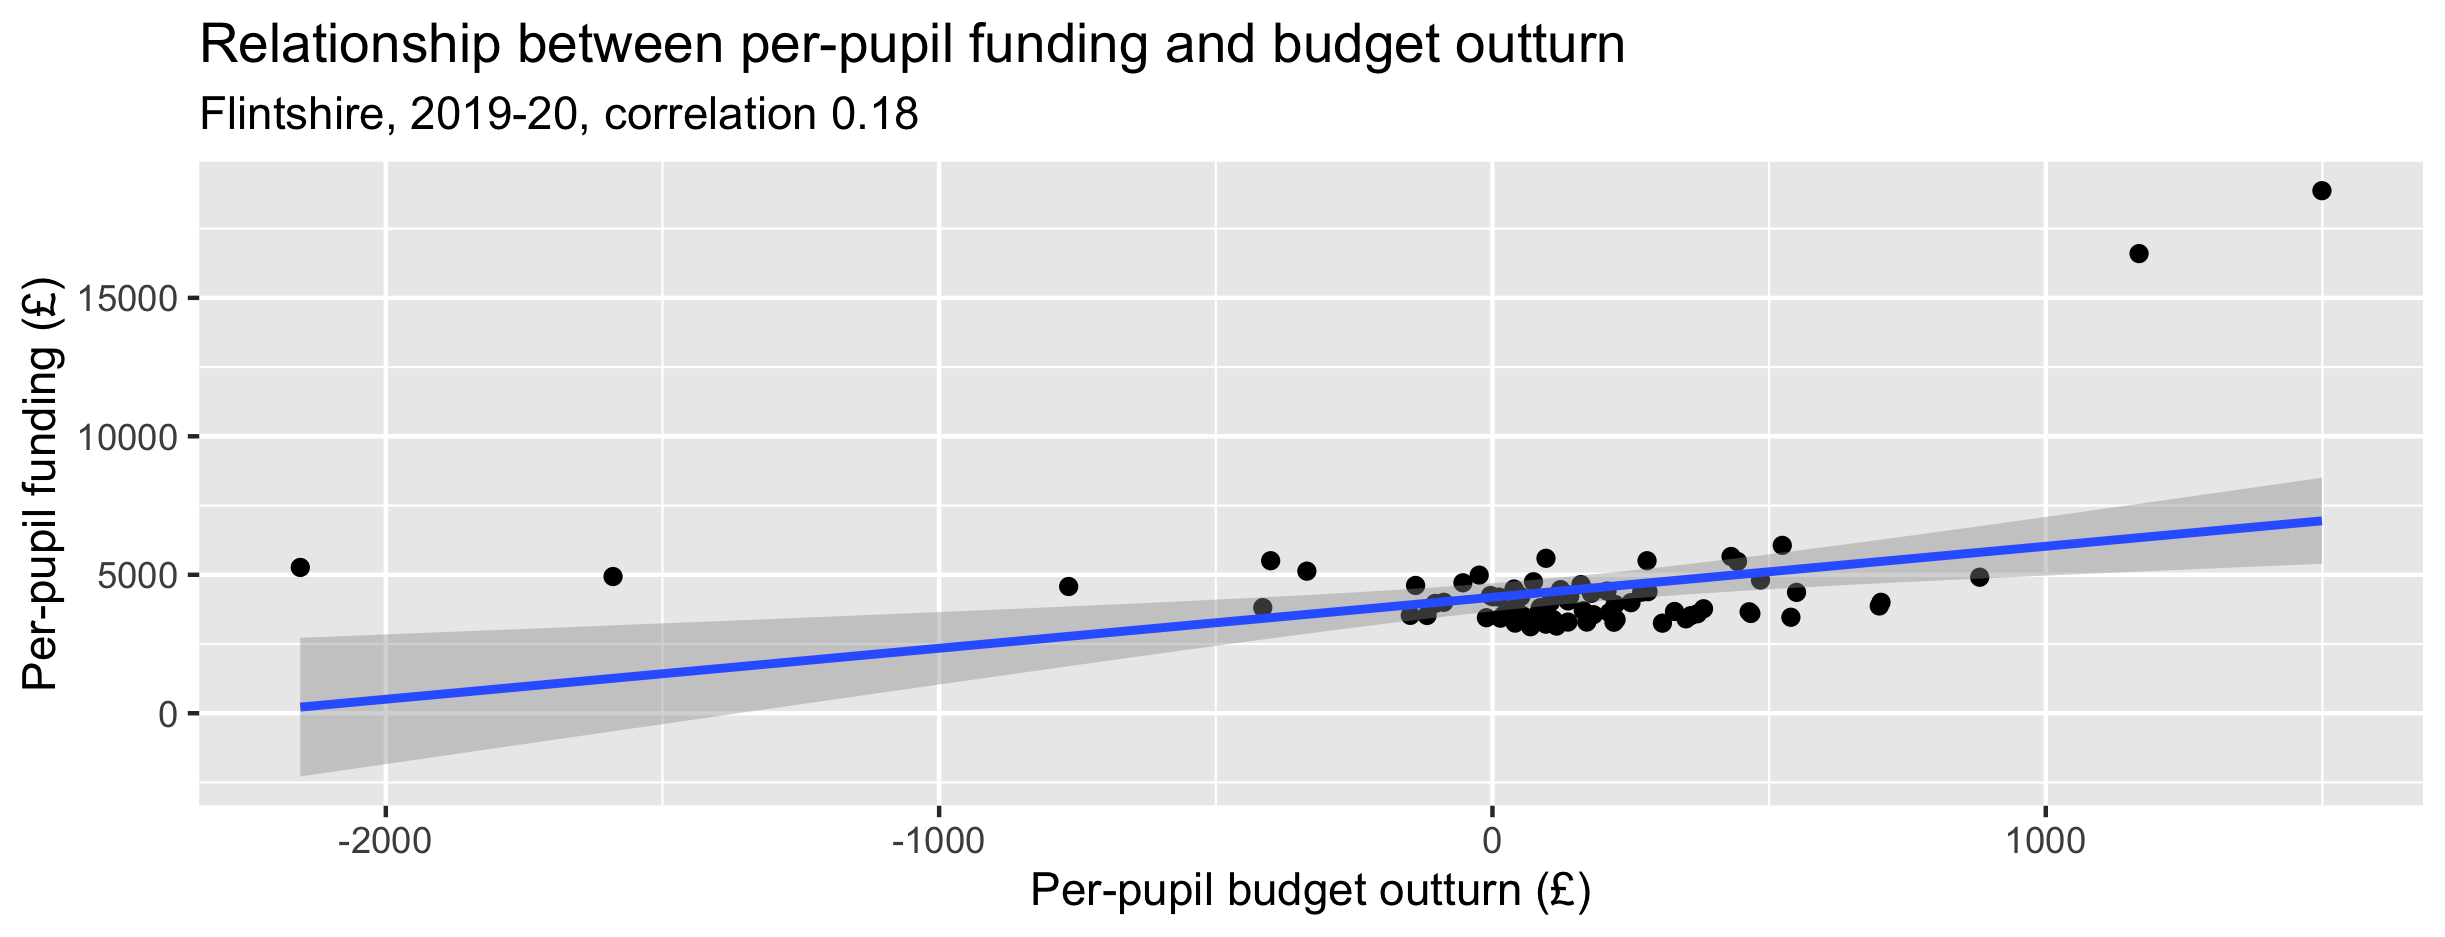 Relationship between per-pupil funding and budget outturn
Flintshire, 2019-20, correlation 0.18
Per-pupil funding (£)
15000
10000
5000
0
-2000
-1000
0
1000
Per-pupil budget outturn (£)